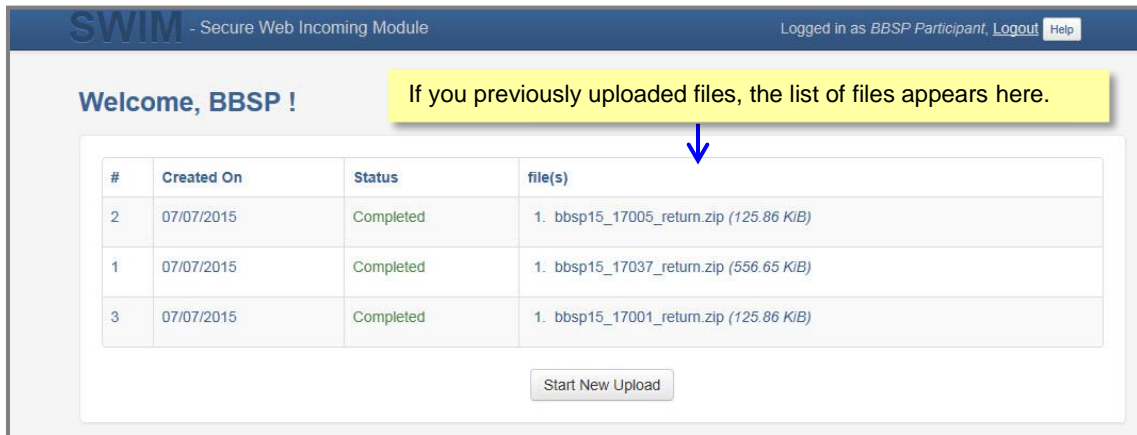 SWIM - Secure Web Incoming Module Logged in as BBSP Participant, Logout Help
Welcome, BBSP !
If you previously uploaded files, the list of files appears here.
# Created On Status file(s)
2 07/07/2015 Completed 1. bbsp15_17005_return.zip (125.86 KiB)
1 07/07/2015 Completed 1. bbsp15_17037_return.zip (556.65 KiB)
3 07/07/2015 Completed 1. bbsp15_17001_return.zip (125.86 KiB)
Start New Upload